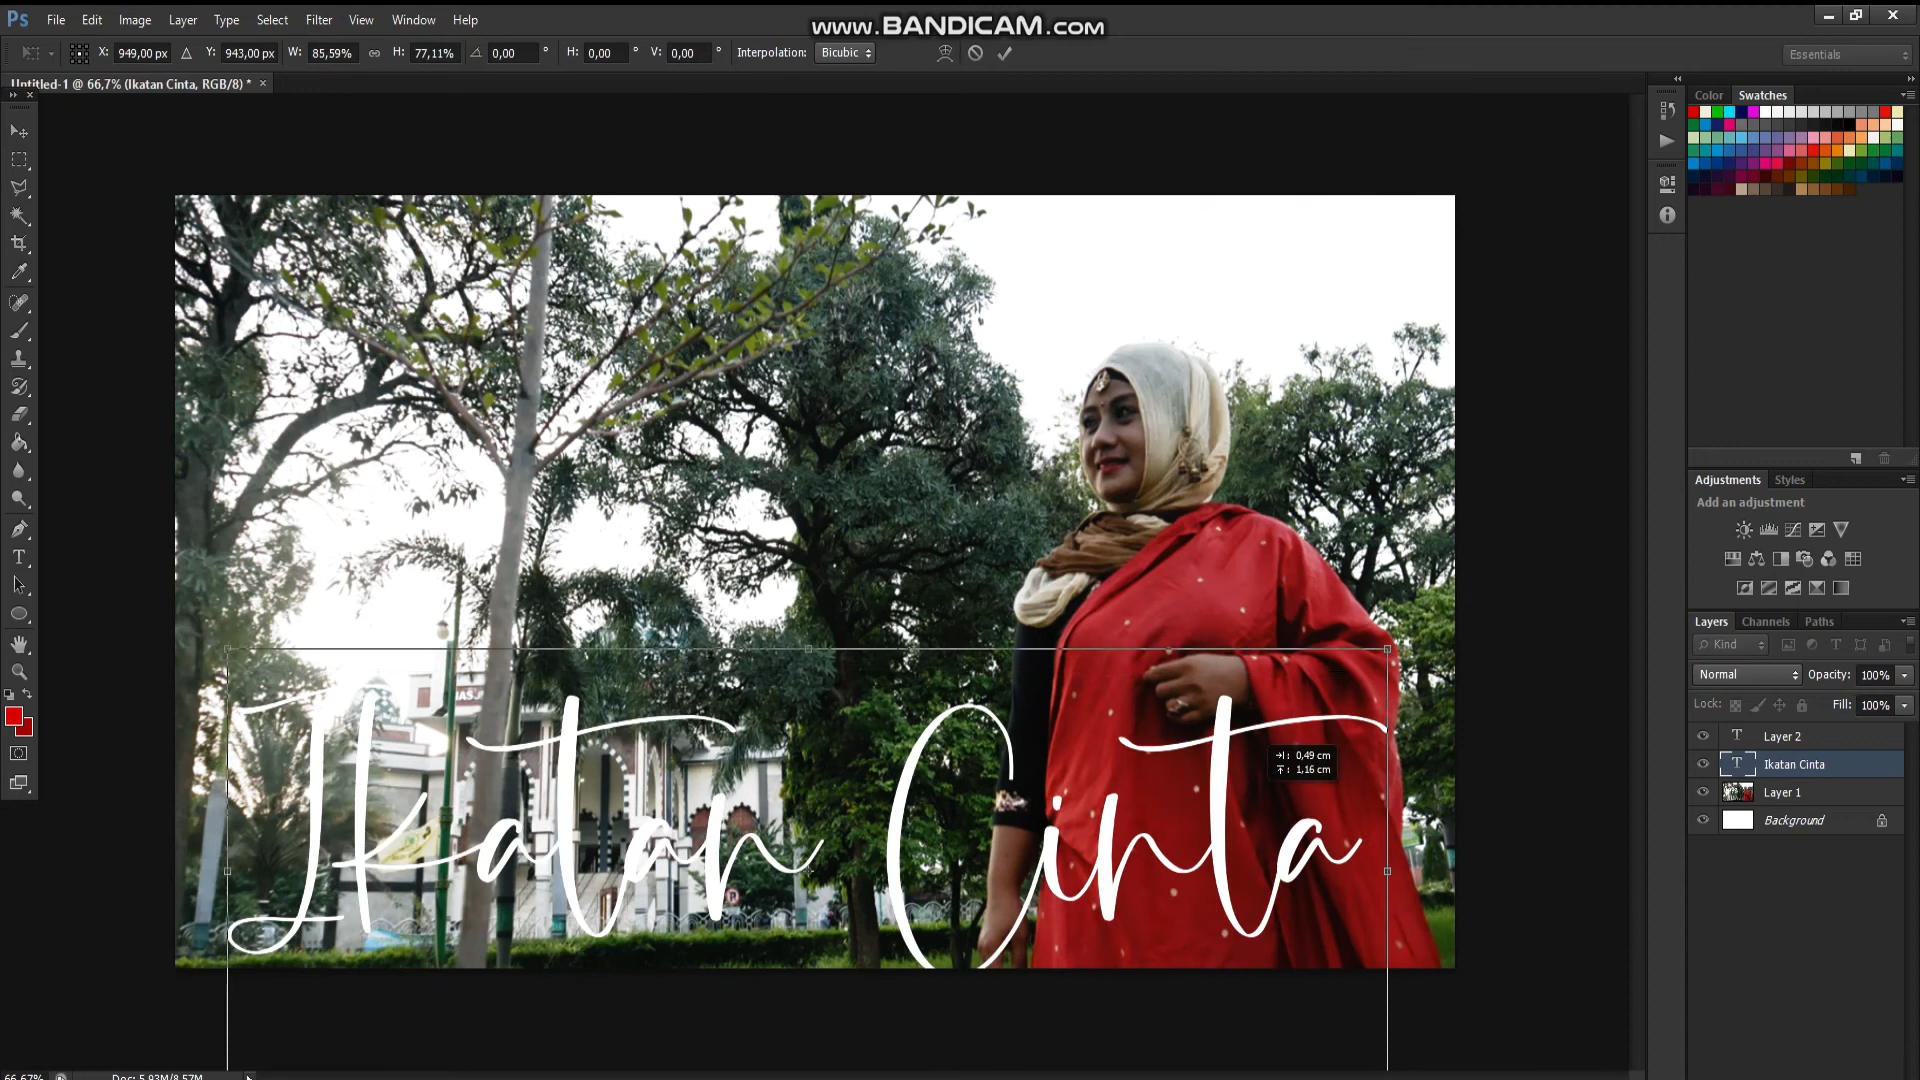 Ps File Edit Image Layer Type Select Filter View Window Help
www.BANDICAM.com
X: 949,00 px Y: 943,00 px W: 85,59% H: 77,11% 0,00 ° H: 0,00 ° V: 0,00 ° Interpolation: Bicubic
Essentials
Untitled-1 @ 66,7% (Ikatan Cinta, RGB/8) * ×
Color Swatches
Adjustments Styles
Add an adjustment
Layers Channels Paths
Kind
Normal Opacity: 100%
Lock: Fill: 100%
T Layer 2
T Ikatan Cinta
Layer 1
Background
Ikatan Cinta
0,49 cm
1,16 cm
66,67% Doc: 5,93M/8,57M